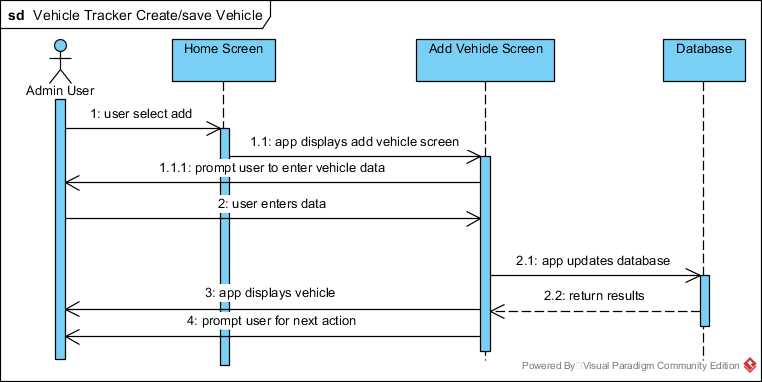 sd Vehicle Tracker Create/save Vehicle
Home Screen
Add Vehicle Screen
Database
Admin User
1: user select add
1.1: app displays add vehicle screen
1.1.1: prompt user to enter vehicle data
2: user enters data
2.1: app updates database
3: app displays vehicle
2.2: return results
4: prompt user for next action
Powered By Visual Paradigm Community Edition